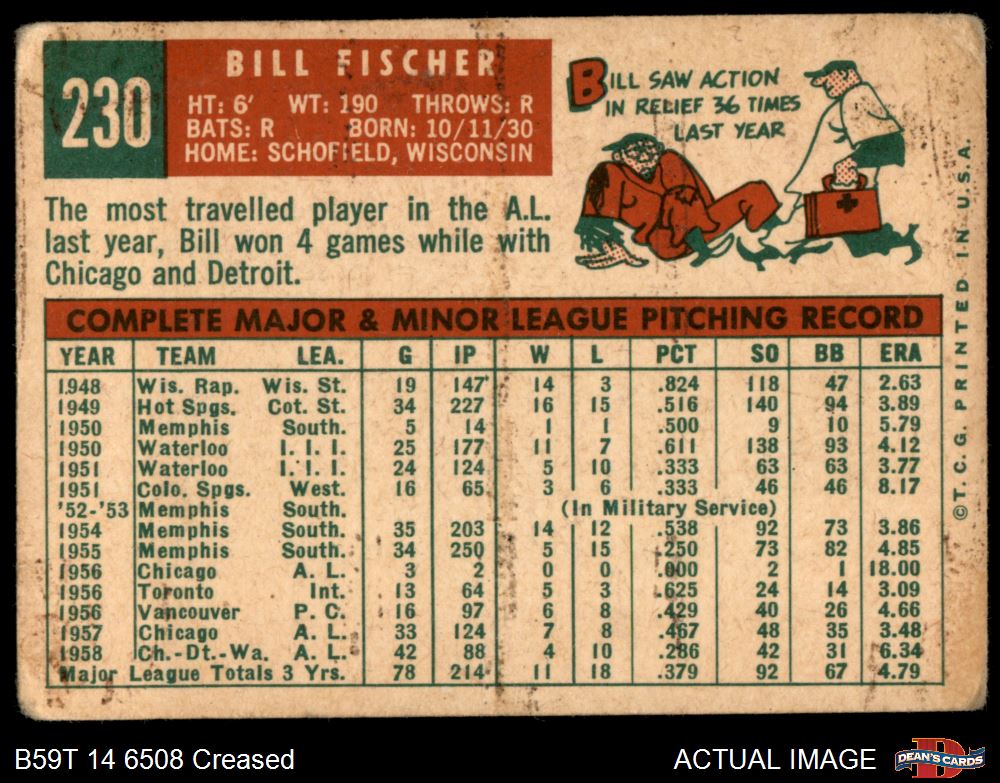 230
BILL FISCHER
HT: 6' WT: 190 THROWS: R
BATS: R BORN: 10/11/30
HOME: SCHOFIELD, WISCONSIN
BILL SAW ACTION
IN RELIEF 36 TIMES
LAST YEAR
The most travelled player in the A.L.
last year, Bill won 4 games while with
Chicago and Detroit.
COMPLETE MAJOR & MINOR LEAGUE PITCHING RECORD
YEAR TEAM LEA. G IP W L PCT SO BB ERA
1948 Wis. Rap. Wis. St. 19 147 14 3 .824 118 47 2.63
1949 Hot Spgs. Cot. St. 34 227 16 15 .516 140 94 3.89
1950 Memphis South. 5 14 1 1 .500 9 10 5.79
1950 Waterloo I. I. I. 25 177 11 7 .611 138 93 4.12
1951 Waterloo I. I. I. 24 124 5 10 .333 63 63 3.77
1951 Colo. Spgs. West. 16 65 3 6 .333 46 46 8.17
'52-'53 Memphis South. (In Military Service)
1954 Memphis South. 35 203 14 12 .538 92 73 3.86
1955 Memphis South. 34 250 5 15 .250 73 82 4.85
1956 Chicago A. L. 3 2 0 0 .000 2 1 18.00
1956 Toronto Int. 13 64 5 3 .625 24 14 3.09
1956 Vancouver P. C. 16 97 6 8 .429 40 26 4.66
1957 Chicago A. L. 33 124 7 8 .467 48 35 3.48
1958 Ch.-Dt.-Wa. A. L. 42 88 4 10 .286 42 31 6.34
Major League Totals 3 Yrs. 78 214 11 18 .379 92 67 4.79
©T. C. G. PRINTED IN U.S.A.
B59T 14 6508 Creased
ACTUAL IMAGE
D
DEAN'S CARDS